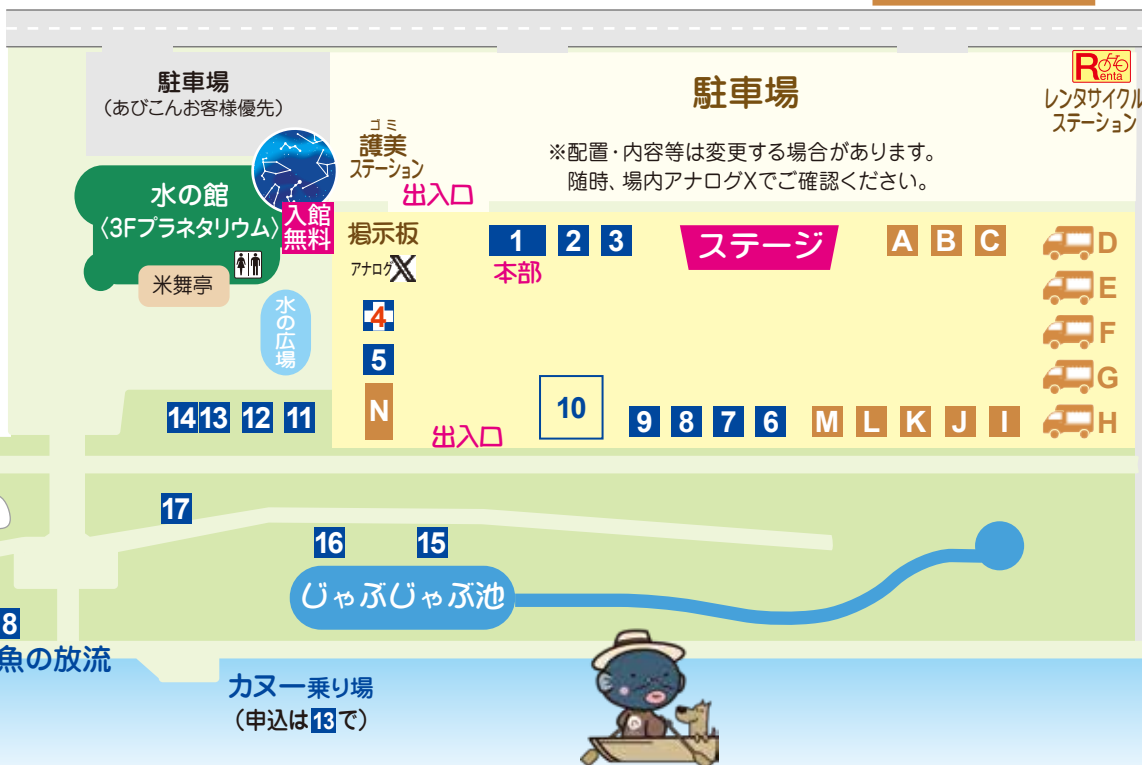 駐車場
（あびこんお客様優先）
駐車場
Renta
レンタサイクル
ステーション
ゴミ
護美
ステーション
※配置・内容等は変更する場合があります。
随時、場内アナログXでご確認ください。
出入口
水の館
〈3Fプラネタリウム〉
入館
無料
米舞亭
水の広場
掲示板
アナログX
1
本部
2
3
ステージ
A
B
C
D
E
F
G
H
4
5
N
出入口
10
9
8
7
6
M
L
K
J
I
14
13
12
11
17
16
15
じゃぶじゃぶ池
8
魚の放流
カヌー乗り場
（申込は13で）